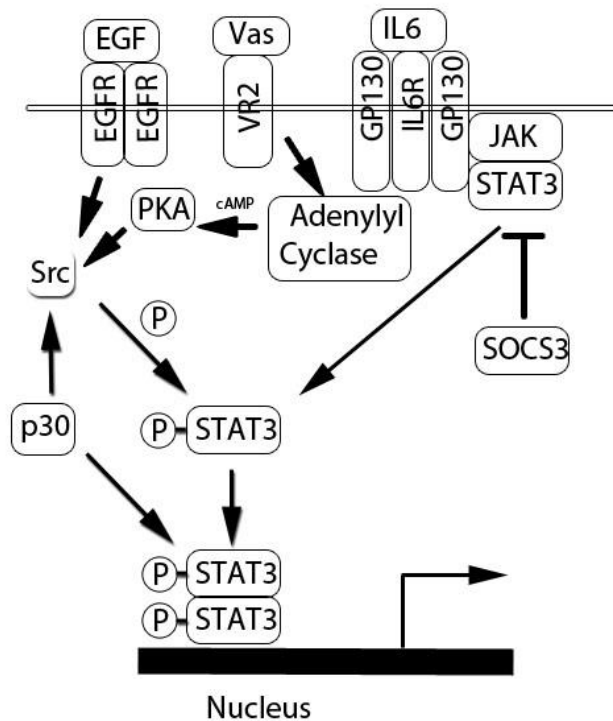 EGF
Vas
IL6
EGFR
EGFR
VR2
GP130
IL6R
GP130
JAK
STAT3
PKA
cAMP
Adenylyl
Cyclase
Src
P
SOCS3
p30
P
STAT3
P
STAT3
P
STAT3
Nucleus